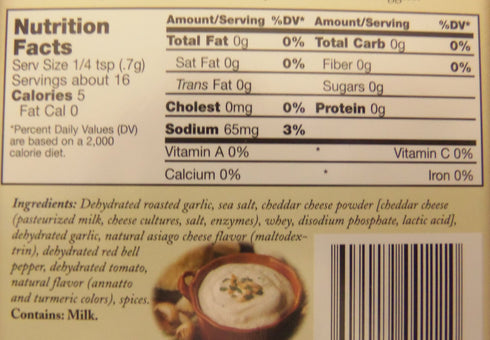 Nutrition
Facts
Serv Size 1/4 tsp (.7g)
Servings about 16
Calories 5
Fat Cal 0
*Percent Daily Values (DV)
are based on a 2,000
calorie diet.
Amount/Serving %DV* Amount/Serving %DV*
Total Fat 0g 0% Total Carb 0g 0%
Sat Fat 0g 0% Fiber 0g 0%
Trans Fat 0g Sugars 0g
Cholest 0mg 0% Protein 0g
Sodium 65mg 3%
Vitamin A 0% * Vitamin C 0%
Calcium 0% * Iron 0%
Ingredients: Dehydrated roasted garlic, sea salt, cheddar cheese powder [cheddar cheese
(pasteurized milk, cheese cultures, salt, enzymes), whey, disodium phosphate, lactic acid],
dehydrated garlic, natural asiago cheese flavor (maltodex-
trin), dehydrated red bell
pepper, dehydrated tomato,
natural flavor (annatto
and turmeric colors), spices.
Contains: Milk.